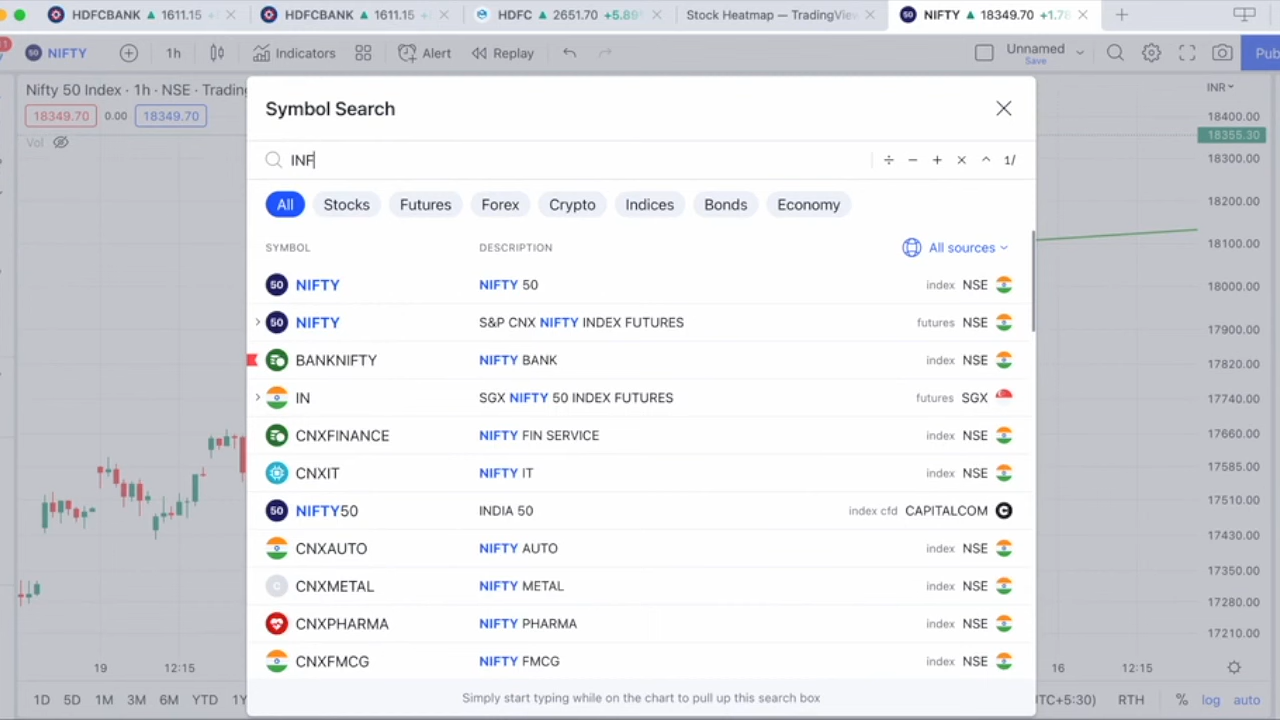 HDFCBANK ▲ 1611.15
HDFCBANK ▲ 1611.15
HDFC ▲ 2651.70 +5.89
Stock Heatmap — TradingView
NIFTY ▲ 18349.70 +1.78
NIFTY
1h
Indicators
Alert
Replay
Unnamed
Save
Pub
Nifty 50 Index · 1h · NSE · Trading
18349.70 0.00 18349.70
Vol
Symbol Search
INF
÷ − + × ^ 1/
All Stocks Futures Forex Crypto Indices Bonds Economy
SYMBOL DESCRIPTION All sources
50 NIFTY NIFTY 50 index NSE
50 NIFTY S&P CNX NIFTY INDEX FUTURES futures NSE
BANKNIFTY NIFTY BANK index NSE
IN SGX NIFTY 50 INDEX FUTURES futures SGX
CNXFINANCE NIFTY FIN SERVICE index NSE
CNXIT NIFTY IT index NSE
50 NIFTY50 INDIA 50 index cfd CAPITALCOM
CNXAUTO NIFTY AUTO index NSE
C CNXMETAL NIFTY METAL index NSE
CNXPHARMA NIFTY PHARMA index NSE
CNXFMCG NIFTY FMCG index NSE
Simply start typing while on the chart to pull up this search box
INR
18400.00
18355.30
18300.00
18200.00
18100.00
18000.00
17900.00
17820.00
17740.00
17660.00
17585.00
17510.00
17430.00
17350.00
17280.00
17210.00
19 12:15 16 12:15
1D 5D 1M 3M 6M YTD 1Y
UTC+5:30) RTH % log auto